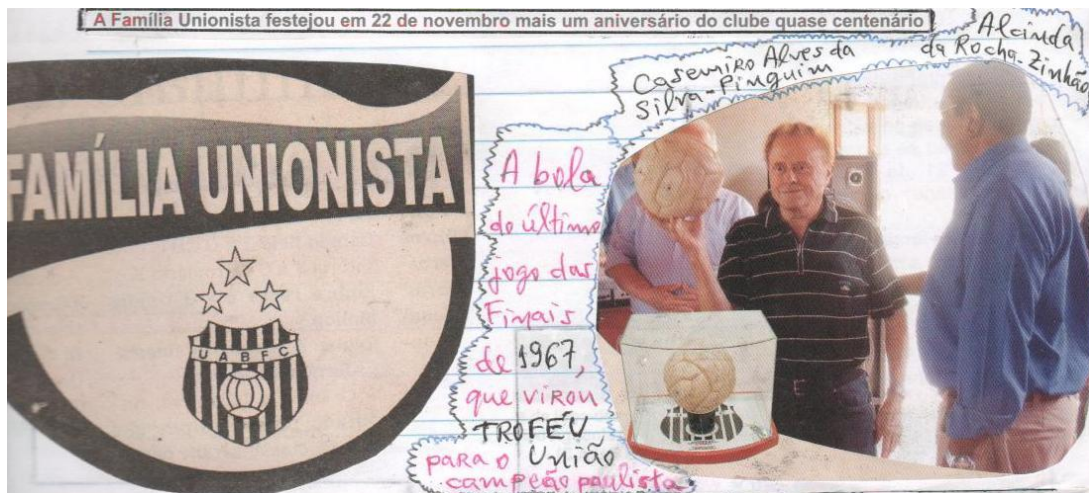 A Família Unionista festejou em 22 de novembro mais um aniversário do clube quase centenário
Casemiro Alves da
Silva-Pinguim
Alcinda
da Rocha-Zinhão
FAMÍLIA UNIONISTA
UABFC
A bola
do último
jogo das
Finais
de 1967,
que virou
TROFÉU
União
para o
campeão paulista